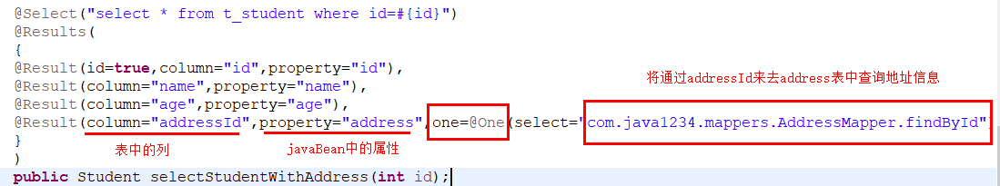 @Select("select * from t_student where id=#{id}")
@Results(
{
@Result(id=true,column="id",property="id"),
@Result(column="name",property="name"),
将通过addressId来去address表中查询地址信息
@Result(column="age",property="age"),
@Result(column="addressId",property="address",one=@One(select="com.java1234.mappers.AddressMapper.findById")
}
表中的列
javaBean中的属性
)
public Student selectStudentWithAddress(int id);